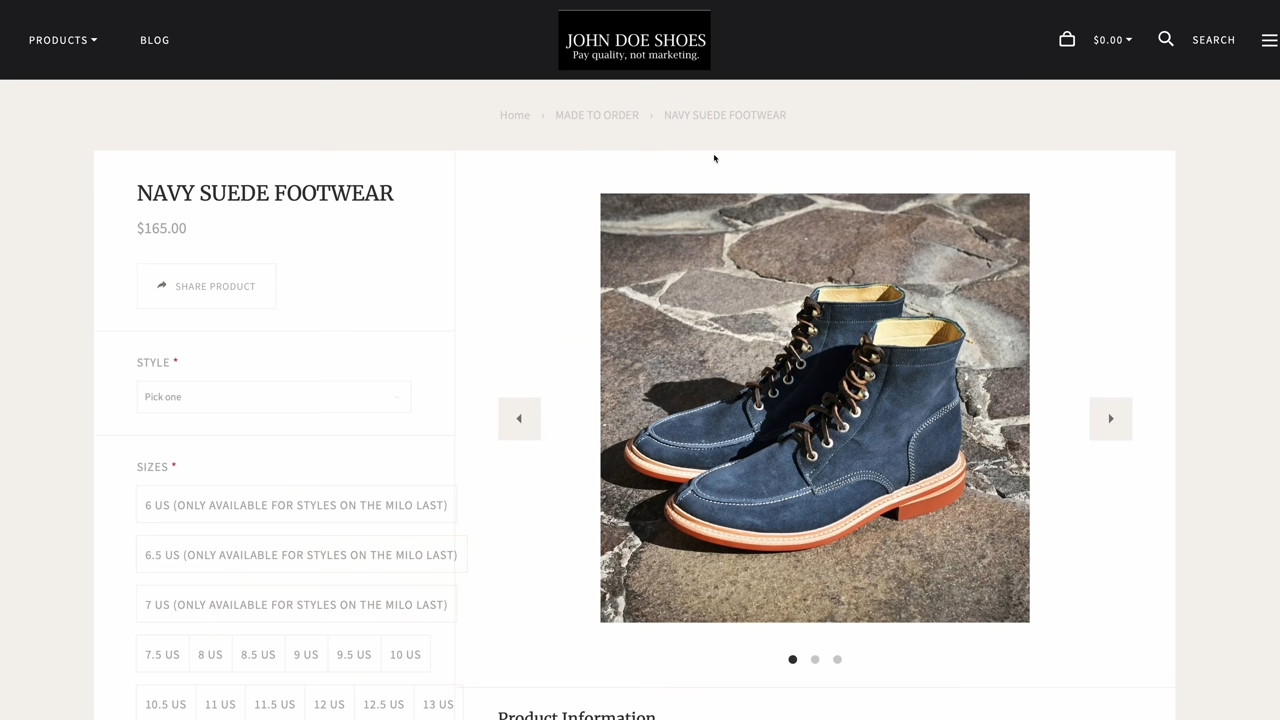 PRODUCTS
BLOG
JOHN DOE SHOES
Pay quality, not marketing.
$0.00
SEARCH
Home › MADE TO ORDER › NAVY SUEDE FOOTWEAR
NAVY SUEDE FOOTWEAR
$165.00
SHARE PRODUCT
STYLE *
Pick one
SIZES *
6 US (ONLY AVAILABLE FOR STYLES ON THE MILO LAST)
6.5 US (ONLY AVAILABLE FOR STYLES ON THE MILO LAST)
7 US (ONLY AVAILABLE FOR STYLES ON THE MILO LAST)
7.5 US 8 US 8.5 US 9 US 9.5 US 10 US
10.5 US 11 US 11.5 US 12 US 12.5 US 13 US
Product Information